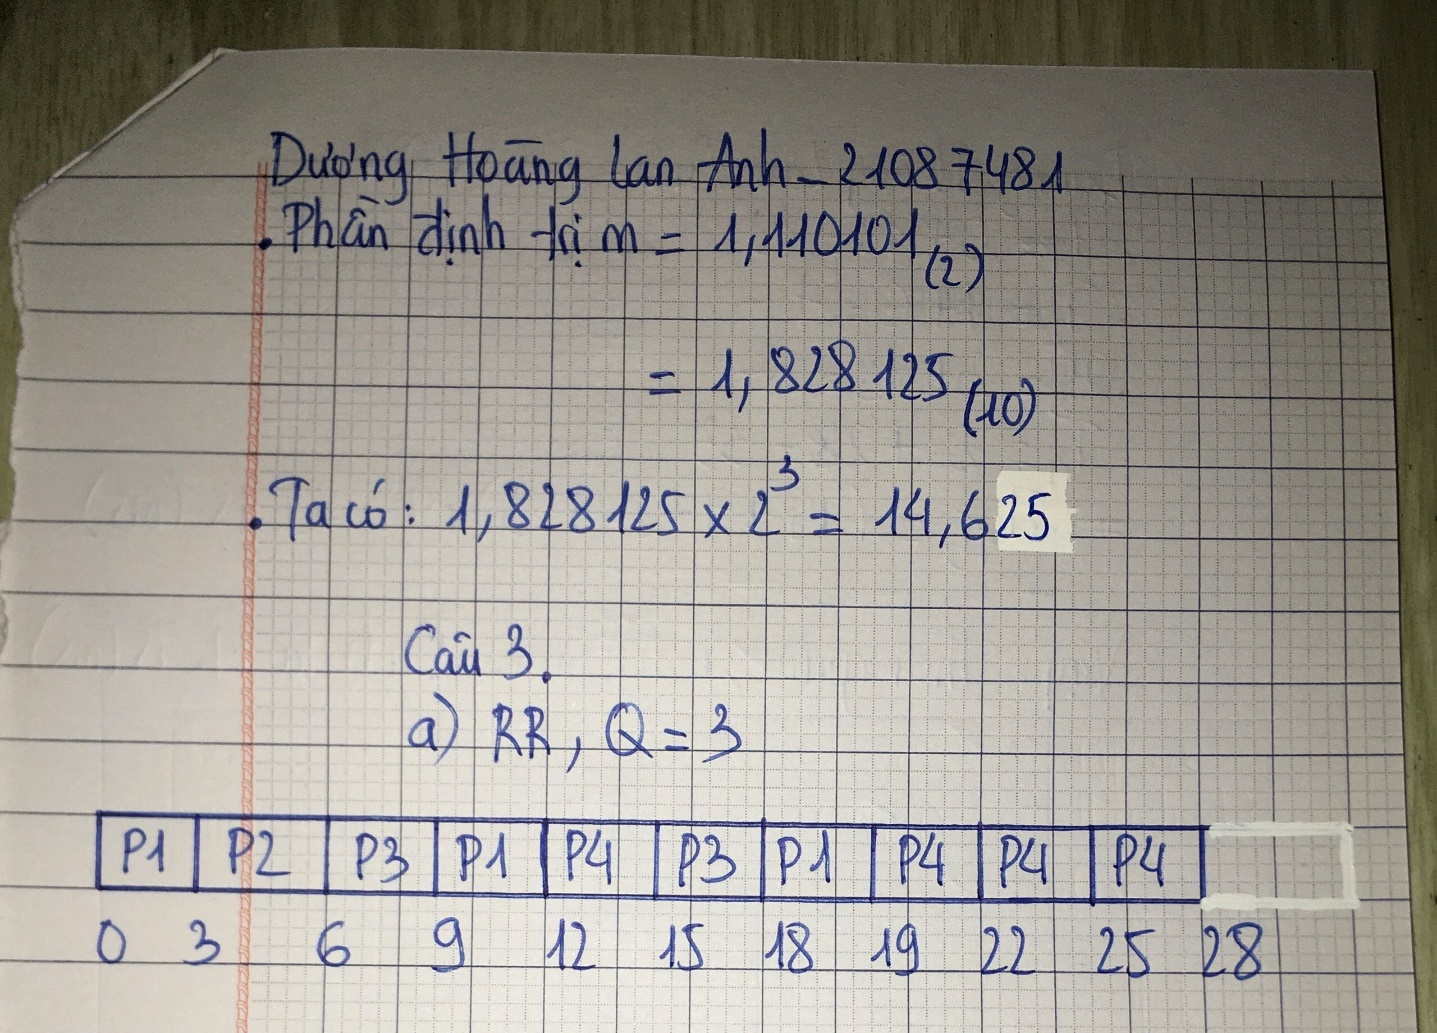 Dương Hoàng Lan Anh - 21087481
. Phần định trị m = 1,110101(2)
= 1,828125(10)
. Ta có: 1,828125 x 2³ = 14,625
Câu 3.
a) RR, Q = 3
P1 P2 P3 P1 P4 P3 P1 P4 P4 P4
0 3 6 9 12 15 18 19 22 25 28